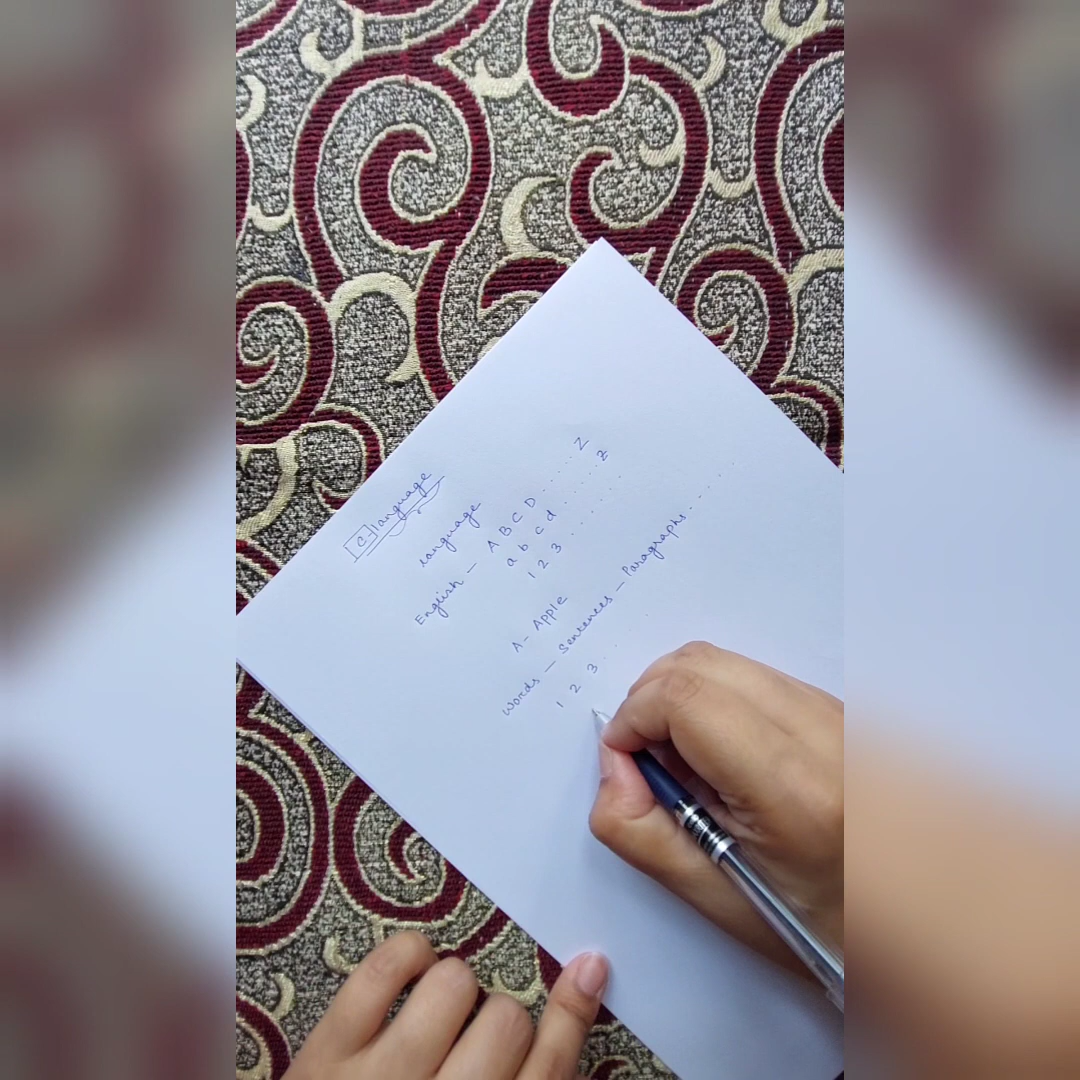 [C] language
language
English - A B C D ...... Z
a b c d ....... z
1 2 3 .......
A - Apple
Words - Sentences - Paragraphs......
1 2 3 ...